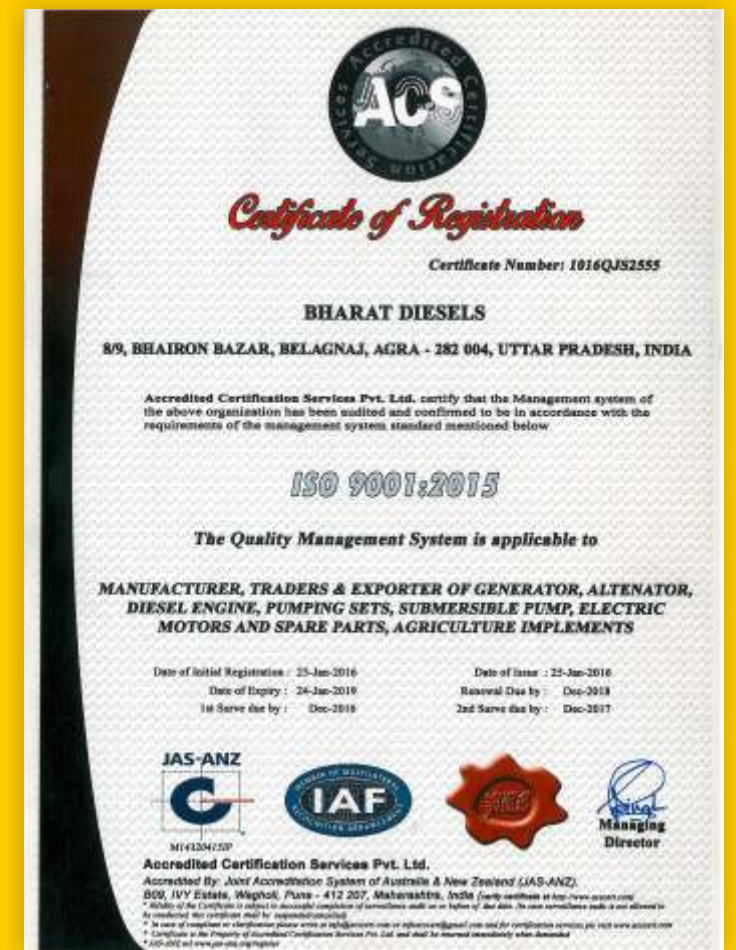 Accredited Certification Services
ACS
Certificate of Registration
Certificate Number: 1016QJS2555
BHARAT DIESELS
8/9, BHAIRON BAZAR, BELAGNAJ, AGRA - 282 004, UTTAR PRADESH, INDIA
Accredited Certification Services Pvt. Ltd. certify that the Management system of
the above organization has been audited and confirmed to be in accordance with the
requirements of the management system standard mentioned below
ISO 9001:2015
The Quality Management System is applicable to
MANUFACTURER, TRADERS & EXPORTER OF GENERATOR, ALTENATOR,
DIESEL ENGINE, PUMPING SETS, SUBMERSIBLE PUMP, ELECTRIC
MOTORS AND SPARE PARTS, AGRICULTURE IMPLEMENTS
Date of Initial Registration : 25-Jan-2016 Date of Issue : 25-Jan-2016
Date of Expiry : 24-Jan-2019 Renewal Due by : Dec-2018
1st Surve due by : Dec-2016 2nd Surve due by : Dec-2017
JAS-ANZ
IAF
Managing
Director
Accredited Certification Services Pvt. Ltd.
Accredited By: Joint Accreditation System of Australia & New Zealand (JAS-ANZ).
B09, IVY Estate, Wagholi, Pune - 412 207, Maharashtra, India